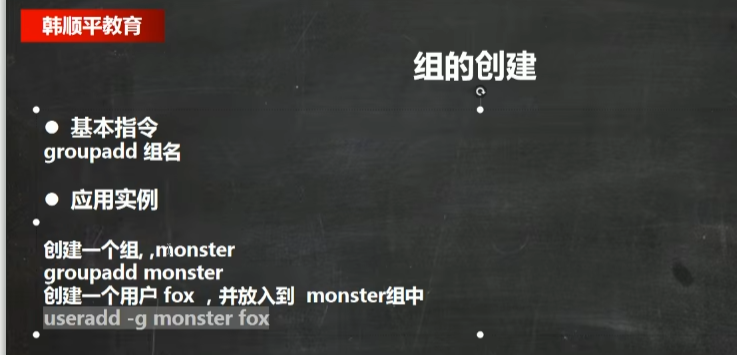 韩顺平教育
组的创建
● 基本指令
groupadd 组名
● 应用实例
创建一个组, ,monster
groupadd monster
创建一个用户 fox ，并放入到 monster组中
useradd -g monster fox